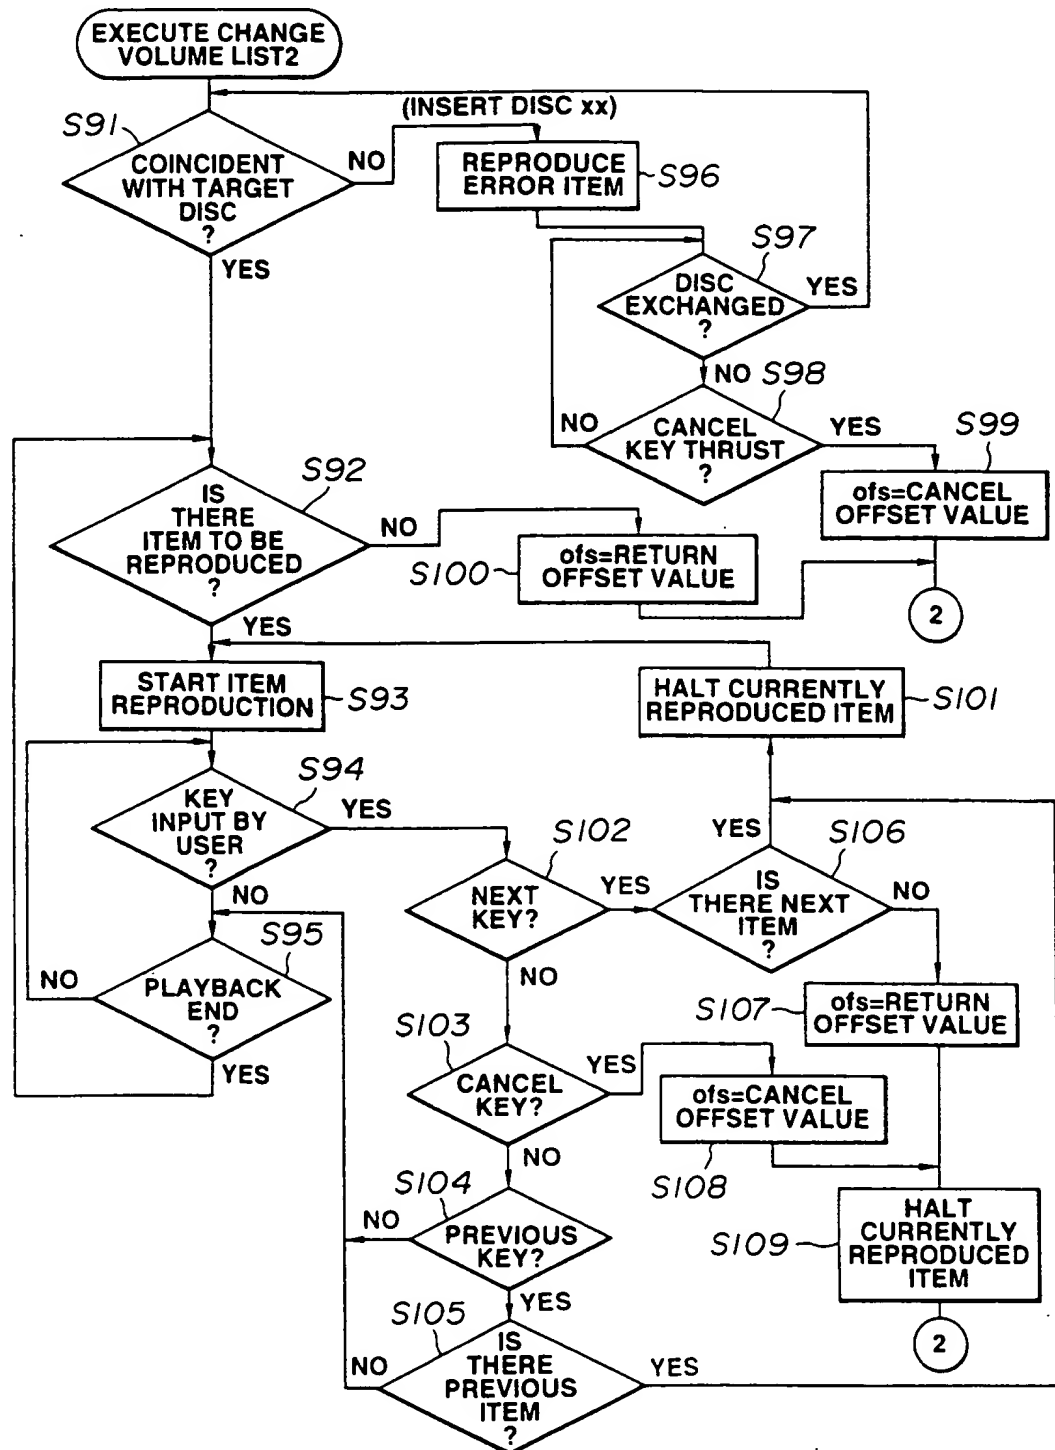 EXECUTE CHANGE
VOLUME LIST2
(INSERT DISC xx)
S91
COINCIDENT
WITH TARGET
DISC
?
NO
YES
REPRODUCE
ERROR ITEM
S96
S97
DISC
EXCHANGED
?
YES
NO
S98
CANCEL
KEY THRUST
?
NO
YES
S99
ofs=CANCEL
OFFSET VALUE
2
S92
IS
THERE
ITEM TO BE
REPRODUCED
?
NO
YES
S100
ofs=RETURN
OFFSET VALUE
START ITEM
REPRODUCTION
S93
HALT CURRENTLY
REPRODUCED ITEM
S101
S94
KEY
INPUT BY
USER
?
YES
NO
S102
NEXT
KEY?
YES
NO
S106
IS
THERE NEXT
ITEM
?
YES
NO
S95
PLAYBACK
END
?
NO
YES
S107
ofs=RETURN
OFFSET VALUE
S103
CANCEL
KEY?
YES
NO
ofs=CANCEL
OFFSET VALUE
S108
S104
PREVIOUS
KEY?
NO
YES
S109
HALT
CURRENTLY
REPRODUCED
ITEM
2
S105
IS
THERE
PREVIOUS
ITEM
?
NO
YES